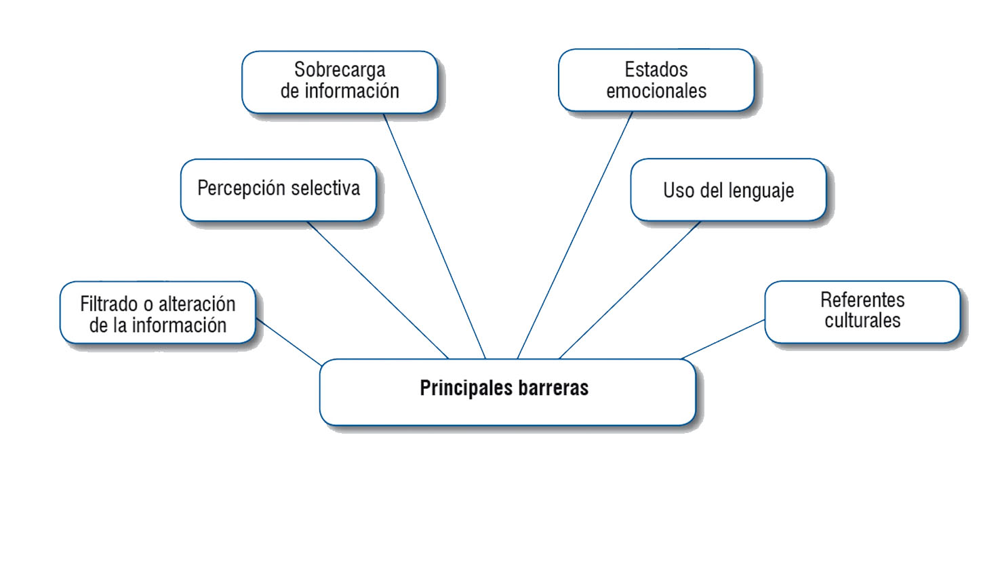 Sobrecarga
de información
Estados
emocionales
Percepción selectiva
Uso del lenguaje
Filtrado o alteración
de la información
Referentes
culturales
Principales barreras